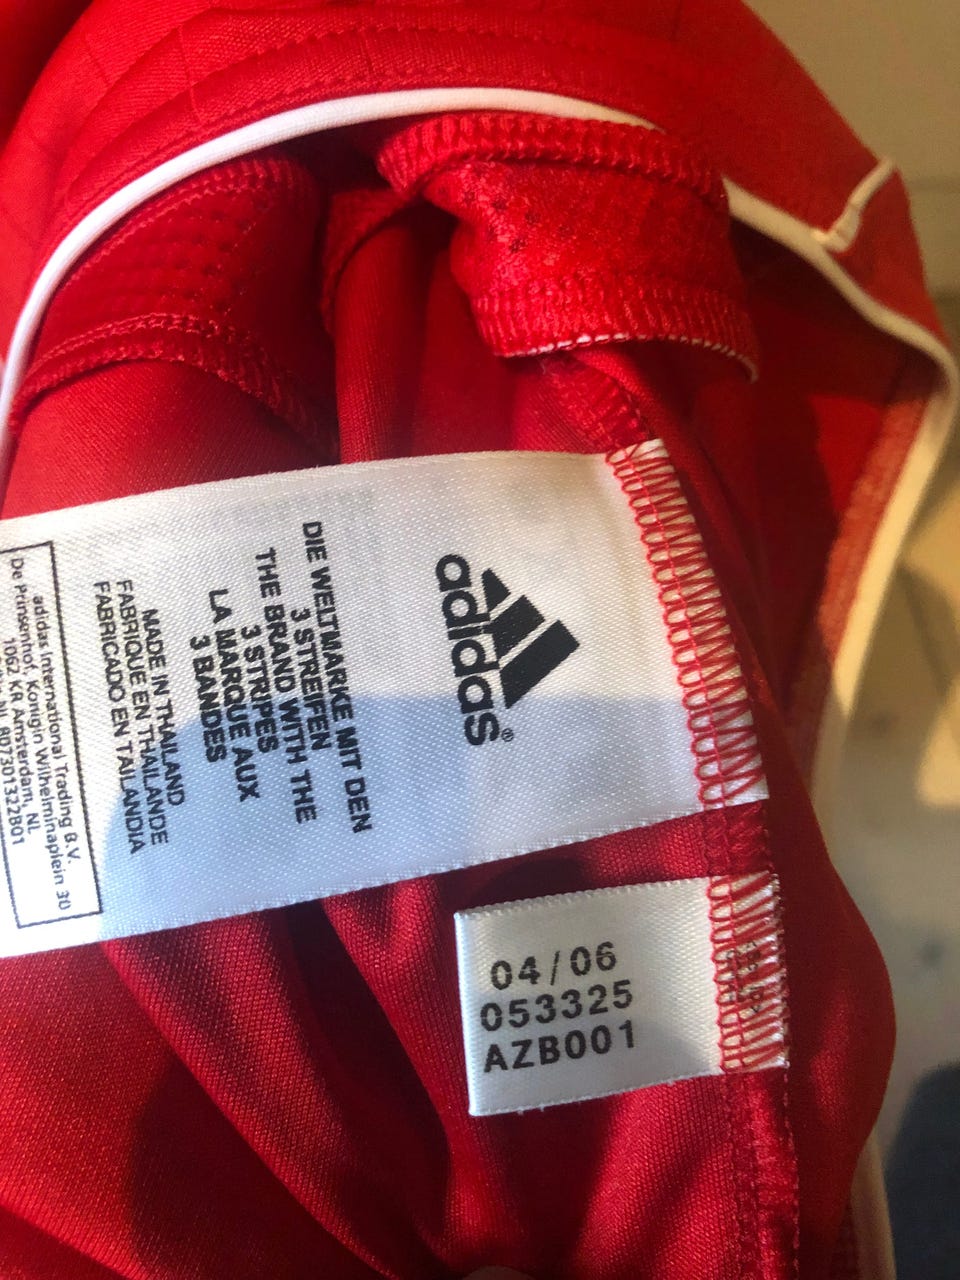 adidas®
DIE WELTMARKE MIT DEN
3 STREIFEN
THE BRAND WITH THE
3 STRIPES
LA MARQUE AUX
3 BANDES
MADE IN THAILAND
FABRIQUE EN THAILANDE
FABRICADO EN TAILANDIA
adidas International Trading B.V.
De Prinsenhof, Konigin Wilhelminaplein 30
1062 KR Amsterdam, NL
04/06
053325
AZB001